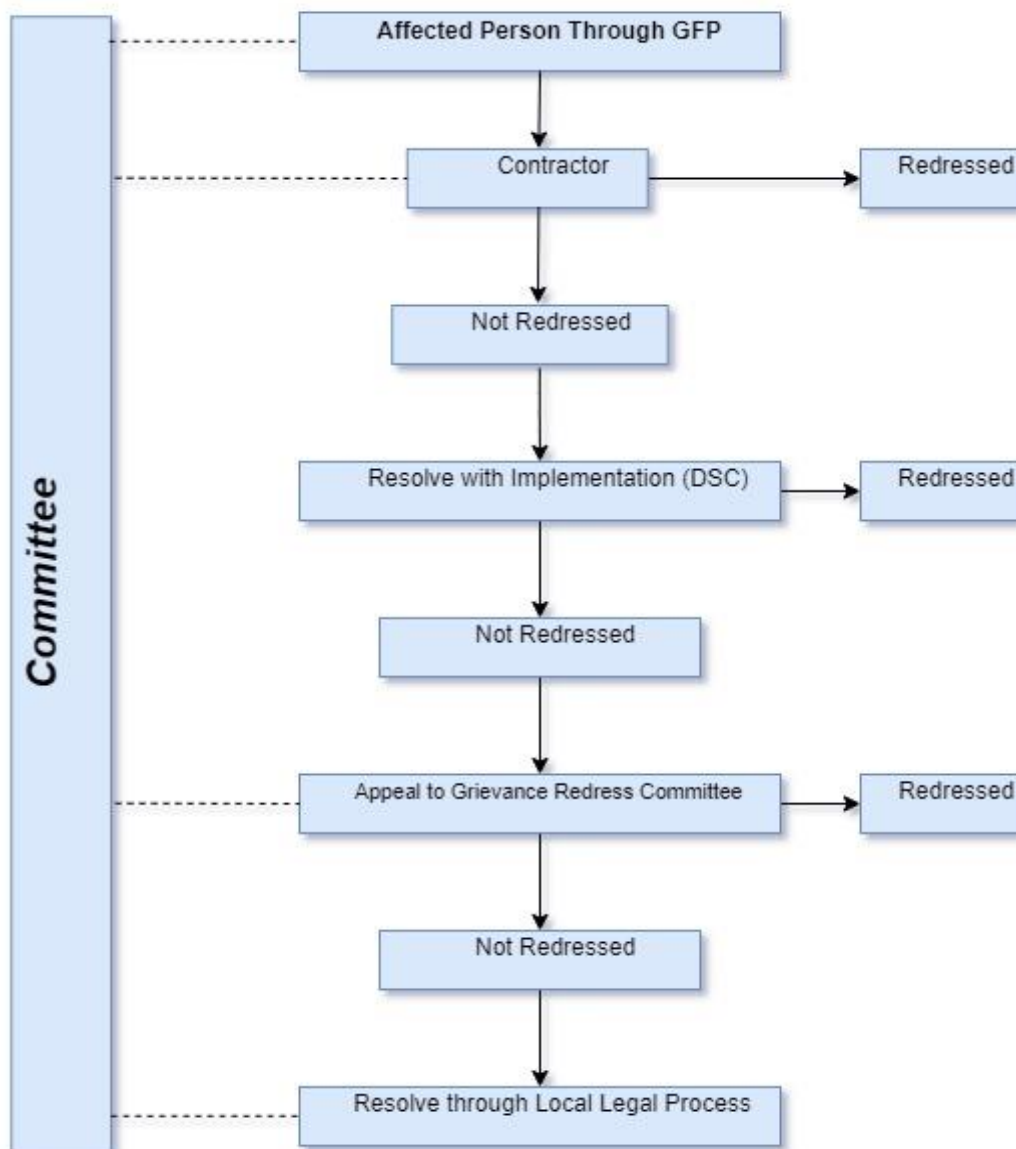 Committee
Affected Person Through GFP
Contractor
Redressed
Not Redressed
Resolve with Implementation (DSC)
Redressed
Not Redressed
Appeal to Grievance Redress Committee
Redressed
Not Redressed
Resolve through Local Legal Process